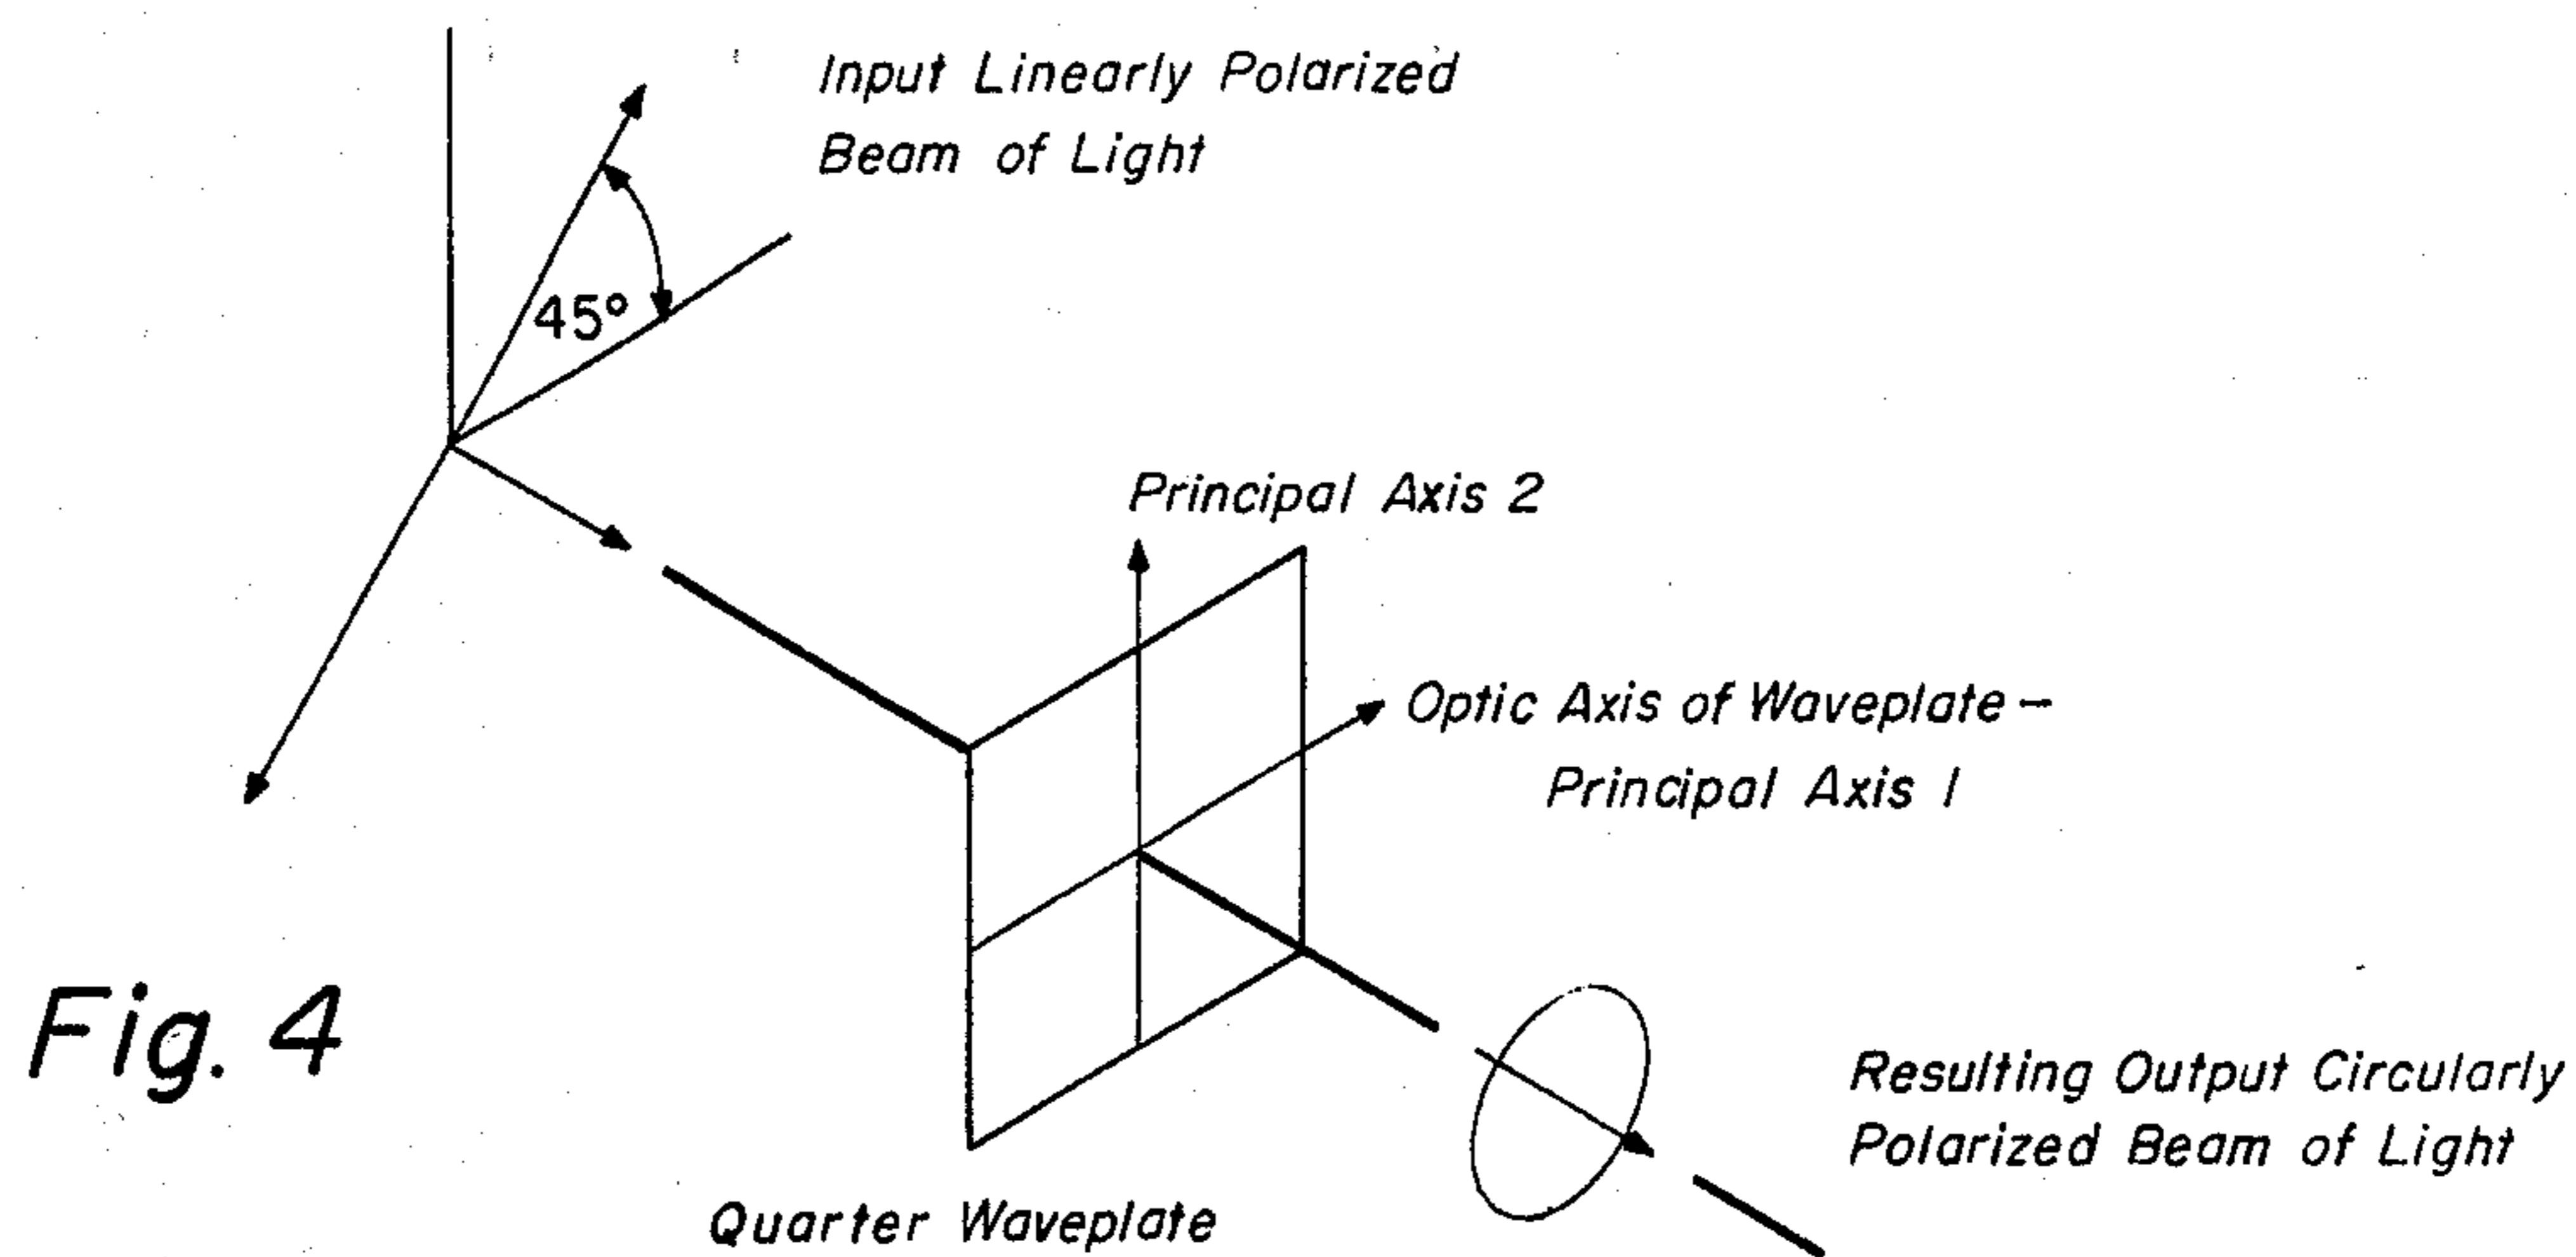 Input Linearly Polarized
Beam of Light
45°
Principal Axis 2
Optic Axis of Waveplate –
Principal Axis 1
Fig. 4
Resulting Output Circularly
Polarized Beam of Light
Quarter Waveplate